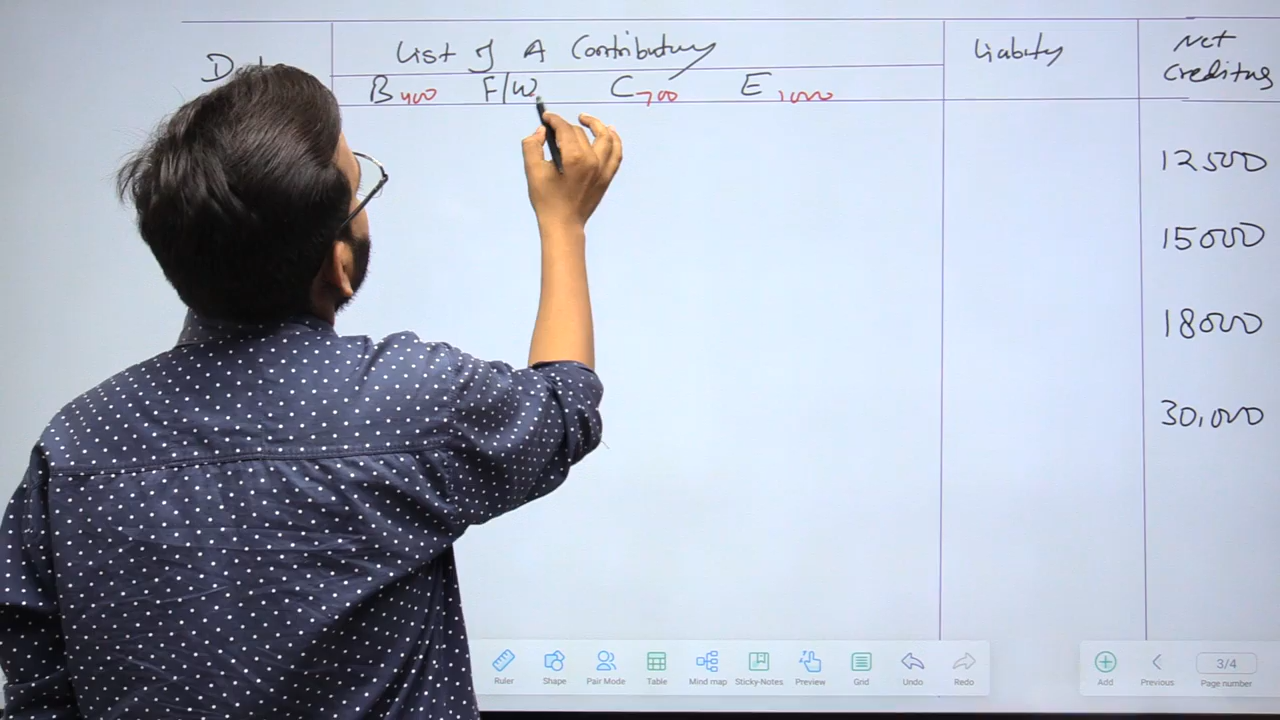 List of A Contributory
Liability
Net Creditors
B 400
F/W
C 700
E 1000
12500
15000
18000
30,000
Ruler
Shape
Pair Mode
Table
Mind map
Sticky-Notes
Preview
Grid
Undo
Redo
Add
Previous
3/4
Page number